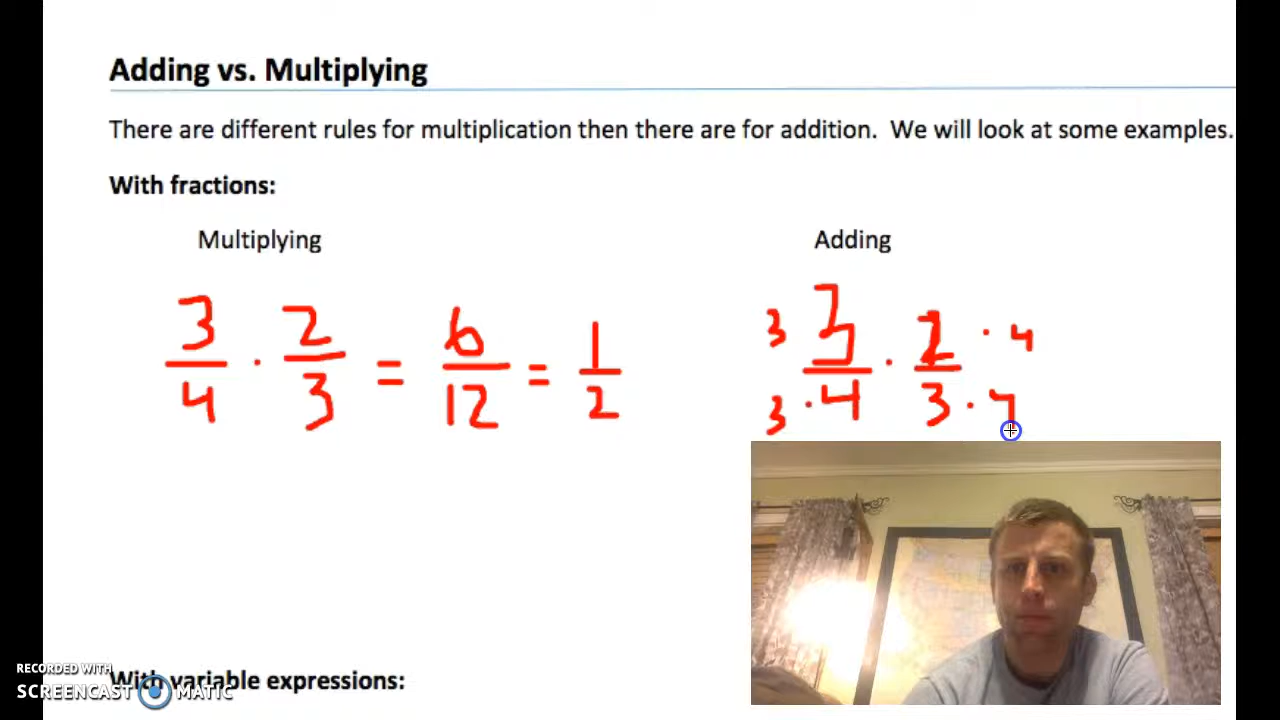 Adding vs. Multiplying
There are different rules for multiplication then there are for addition. We will look at some examples.
With fractions:
Multiplying
Adding
3/4 · 2/3 = 6/12 = 1/2
3 3 2 · 4
4 · 3
3 · 4 3 · 4
With variable expressions:
RECORDED WITH
SCREENCAST MATIC